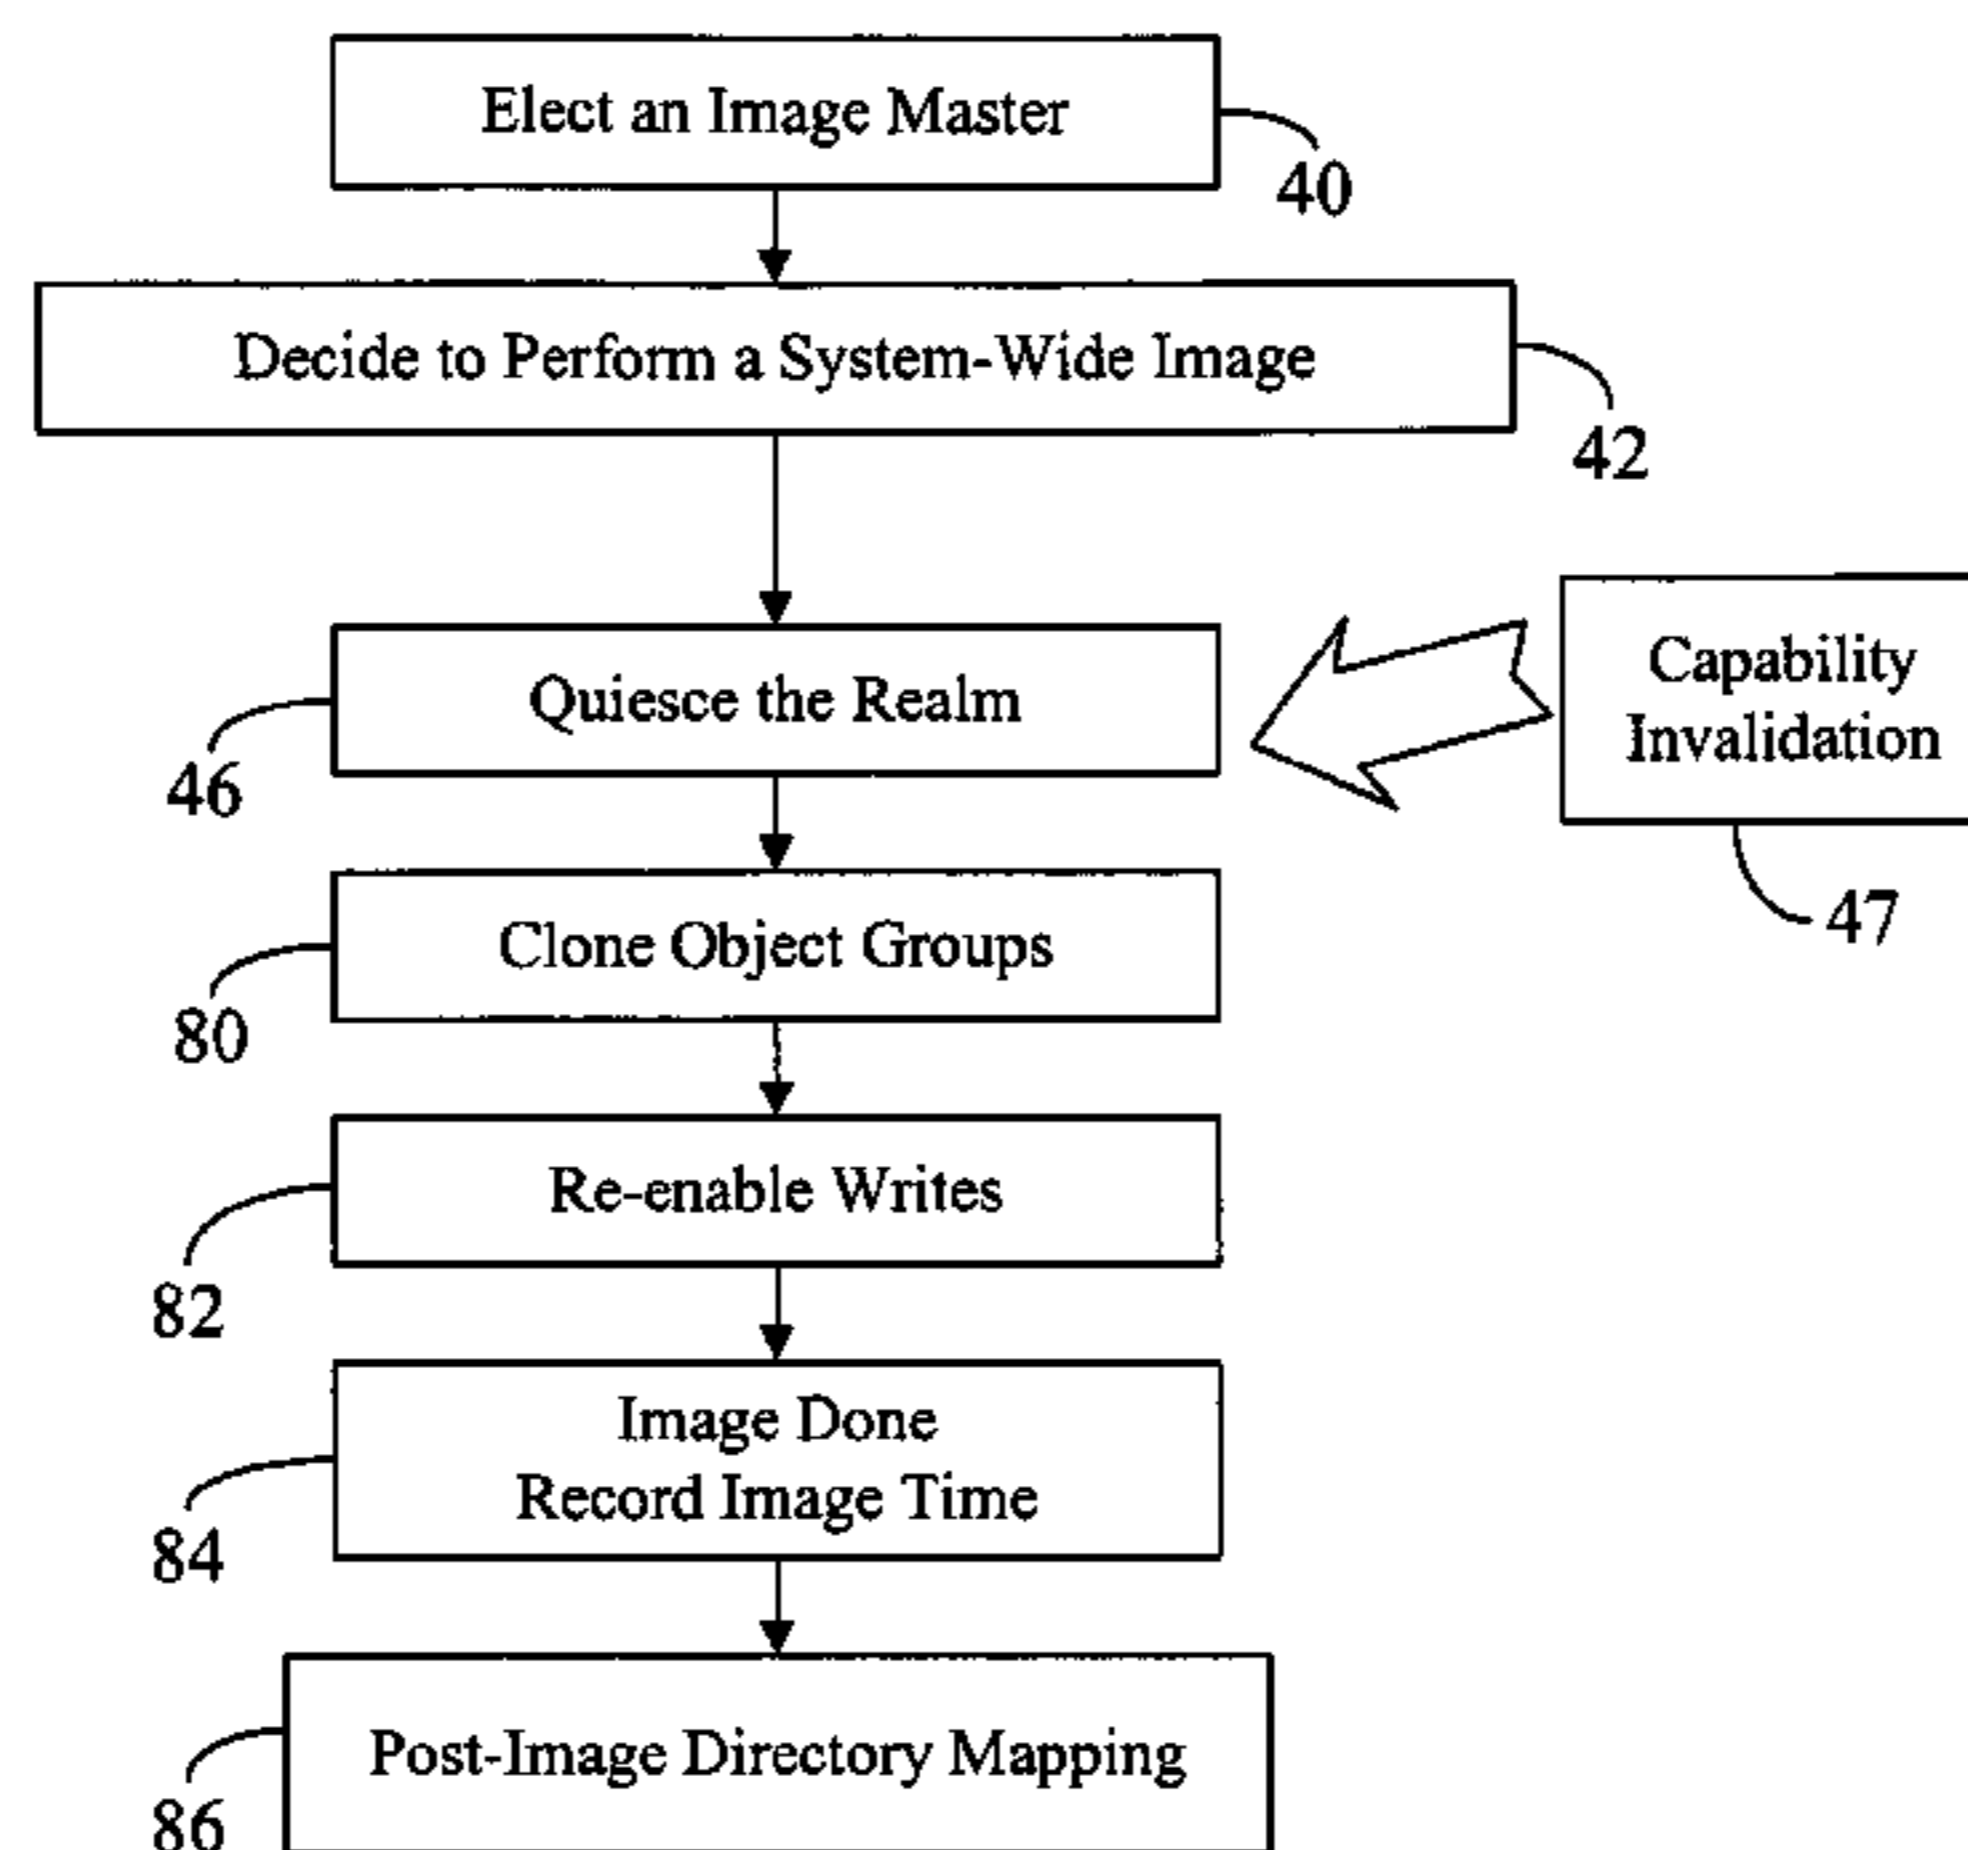 Elect an Image Master
40
Decide to Perform a System-Wide Image
42
Quiesce the Realm
46
Capability
Invalidation
47
Clone Object Groups
80
Re-enable Writes
82
Image Done
Record Image Time
84
Post-Image Directory Mapping
86